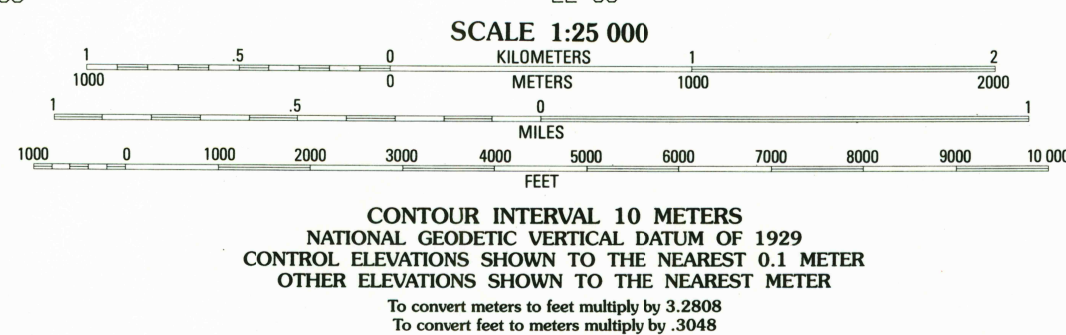 SCALE 1:25 000
1 .5 0 KILOMETERS 1 2
1000 0 METERS 1000 2000
1 .5 0 1
MILES
1000 0 1000 2000 3000 4000 5000 6000 7000 8000 9000 10 000
FEET
CONTOUR INTERVAL 10 METERS
NATIONAL GEODETIC VERTICAL DATUM OF 1929
CONTROL ELEVATIONS SHOWN TO THE NEAREST 0.1 METER
OTHER ELEVATIONS SHOWN TO THE NEAREST METER
To convert meters to feet multiply by 3.2808
To convert feet to meters multiply by .3048